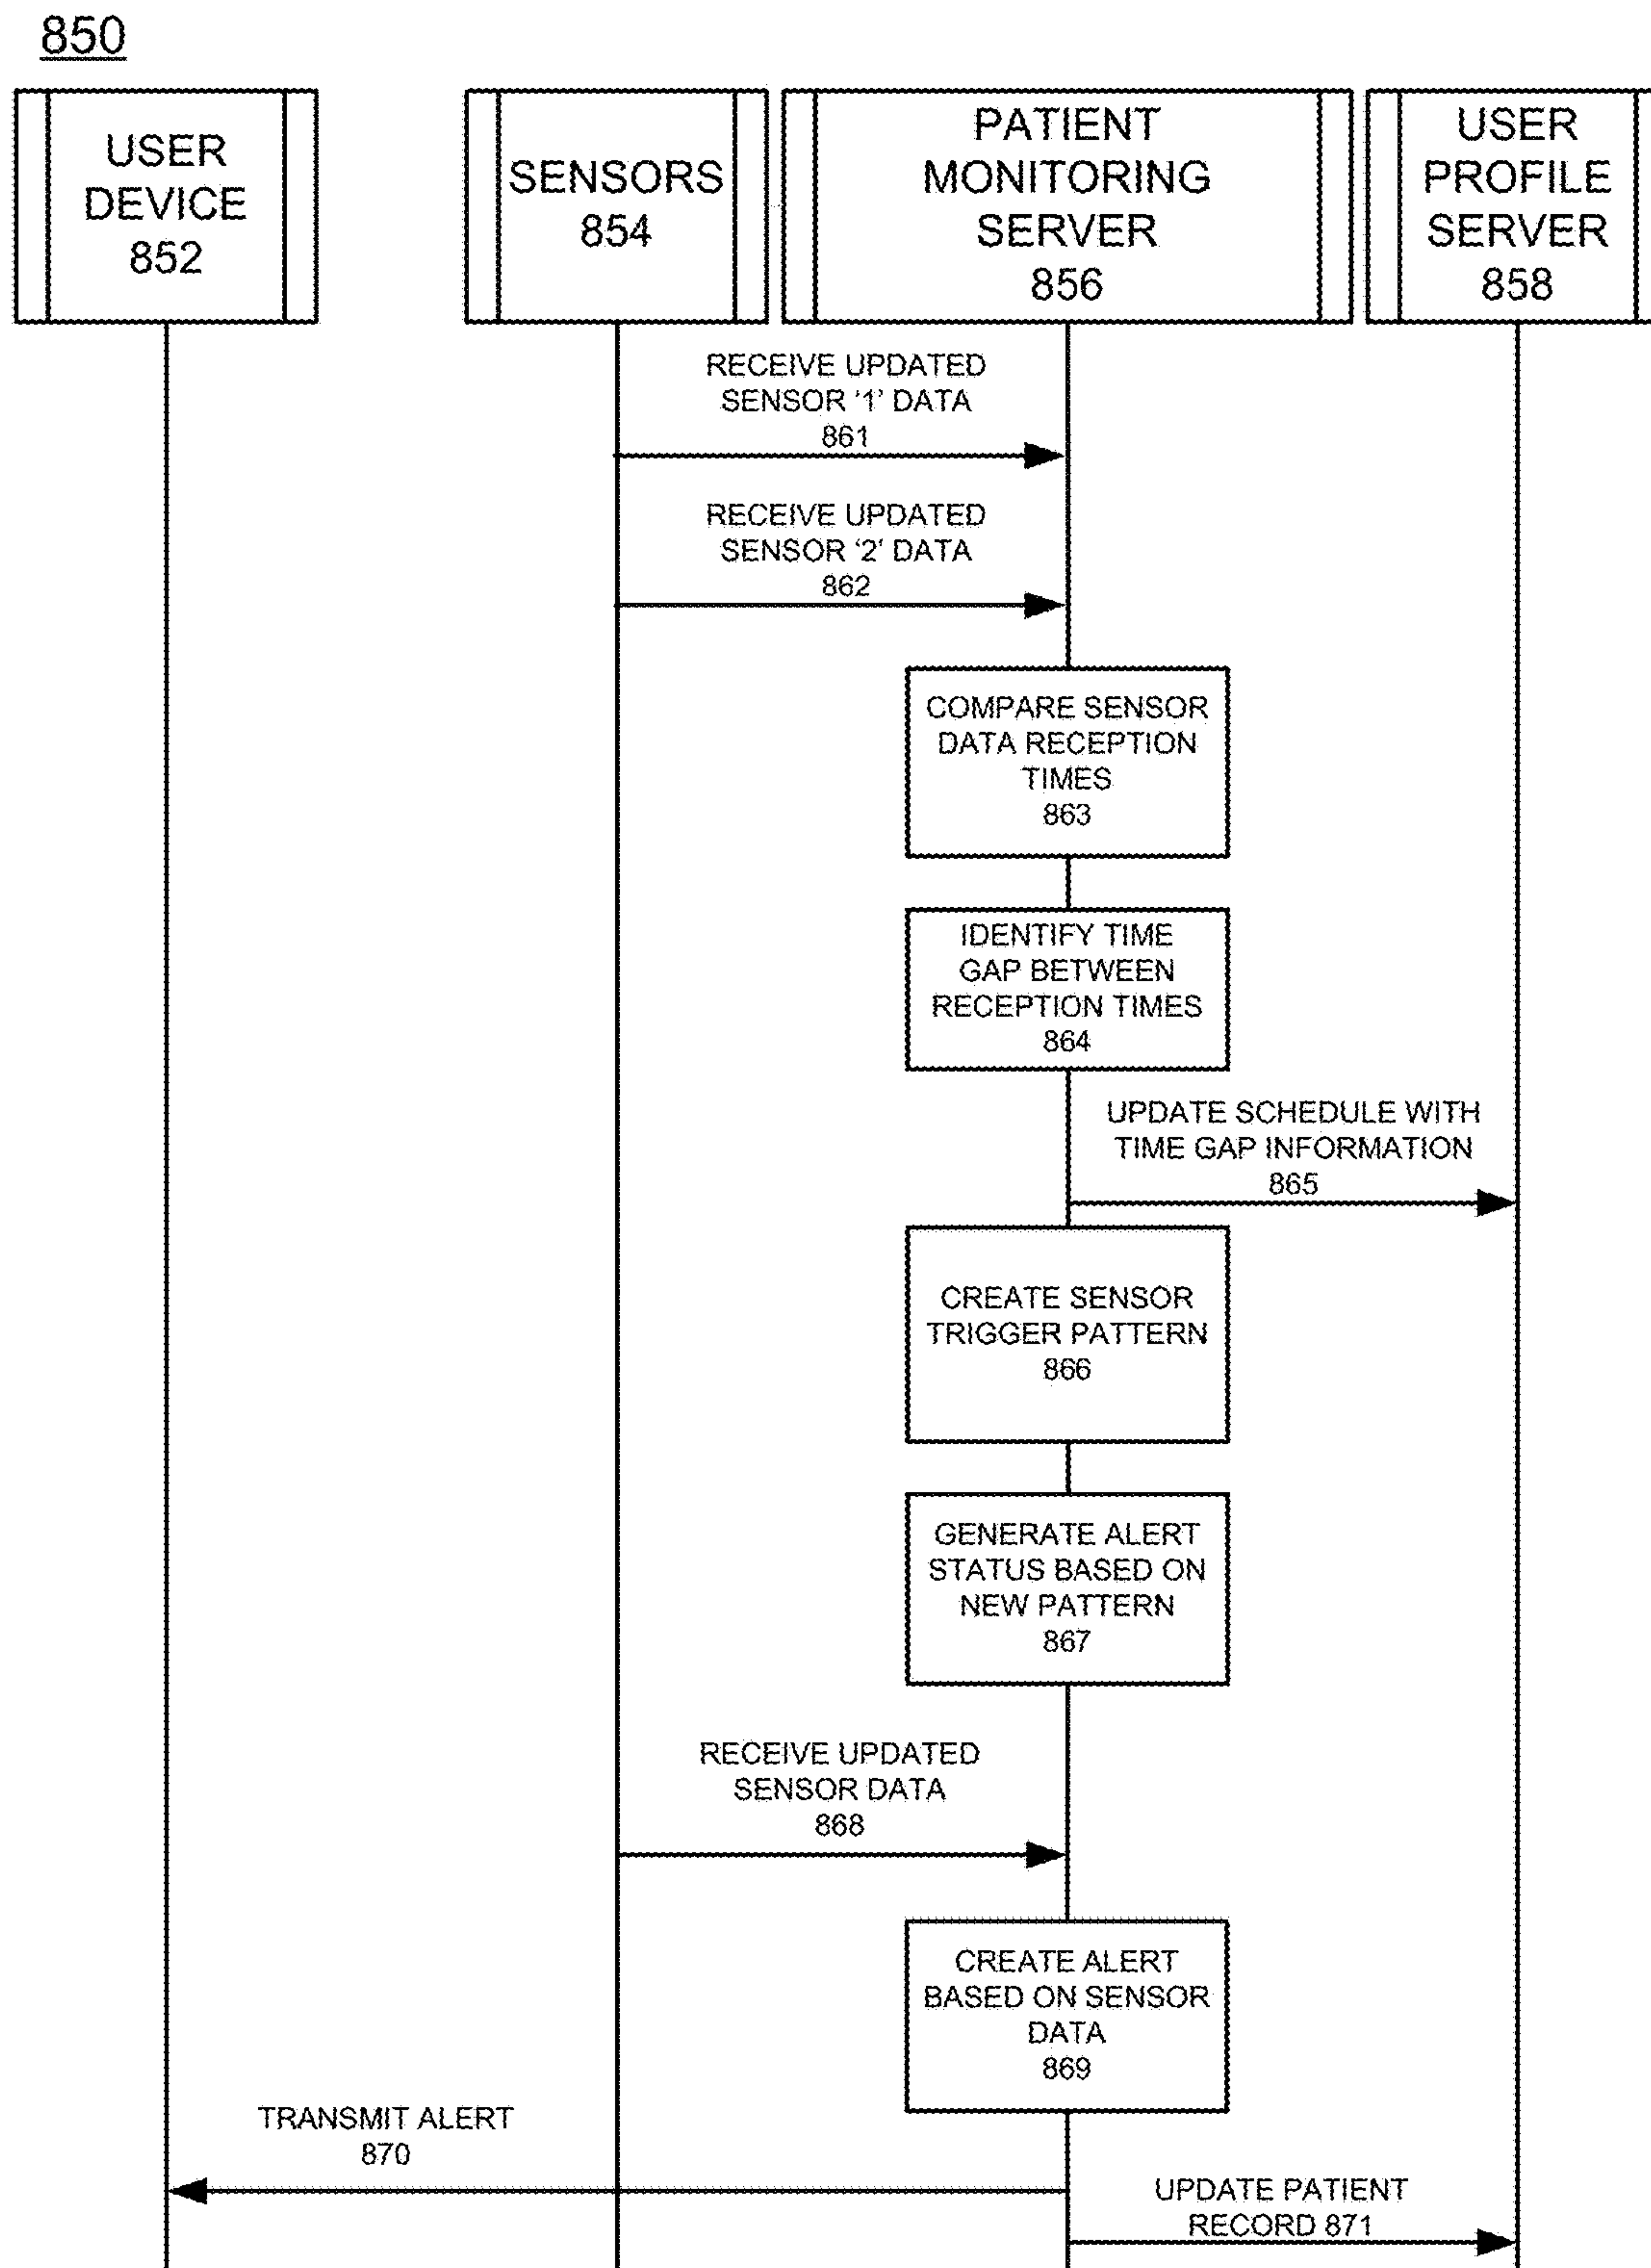 850
USER
DEVICE
852
SENSORS
854
PATIENT
MONITORING
SERVER
856
USER
PROFILE
SERVER
858
RECEIVE UPDATED
SENSOR ‘1’ DATA
861
RECEIVE UPDATED
SENSOR ‘2’ DATA
862
COMPARE SENSOR
DATA RECEPTION
TIMES
863
IDENTIFY TIME
GAP BETWEEN
RECEPTION TIMES
864
UPDATE SCHEDULE WITH
TIME GAP INFORMATION
865
CREATE SENSOR
TRIGGER PATTERN
866
GENERATE ALERT
STATUS BASED ON
NEW PATTERN
867
RECEIVE UPDATED
SENSOR DATA
868
CREATE ALERT
BASED ON SENSOR
DATA
869
TRANSMIT ALERT
870
UPDATE PATIENT
RECORD 871